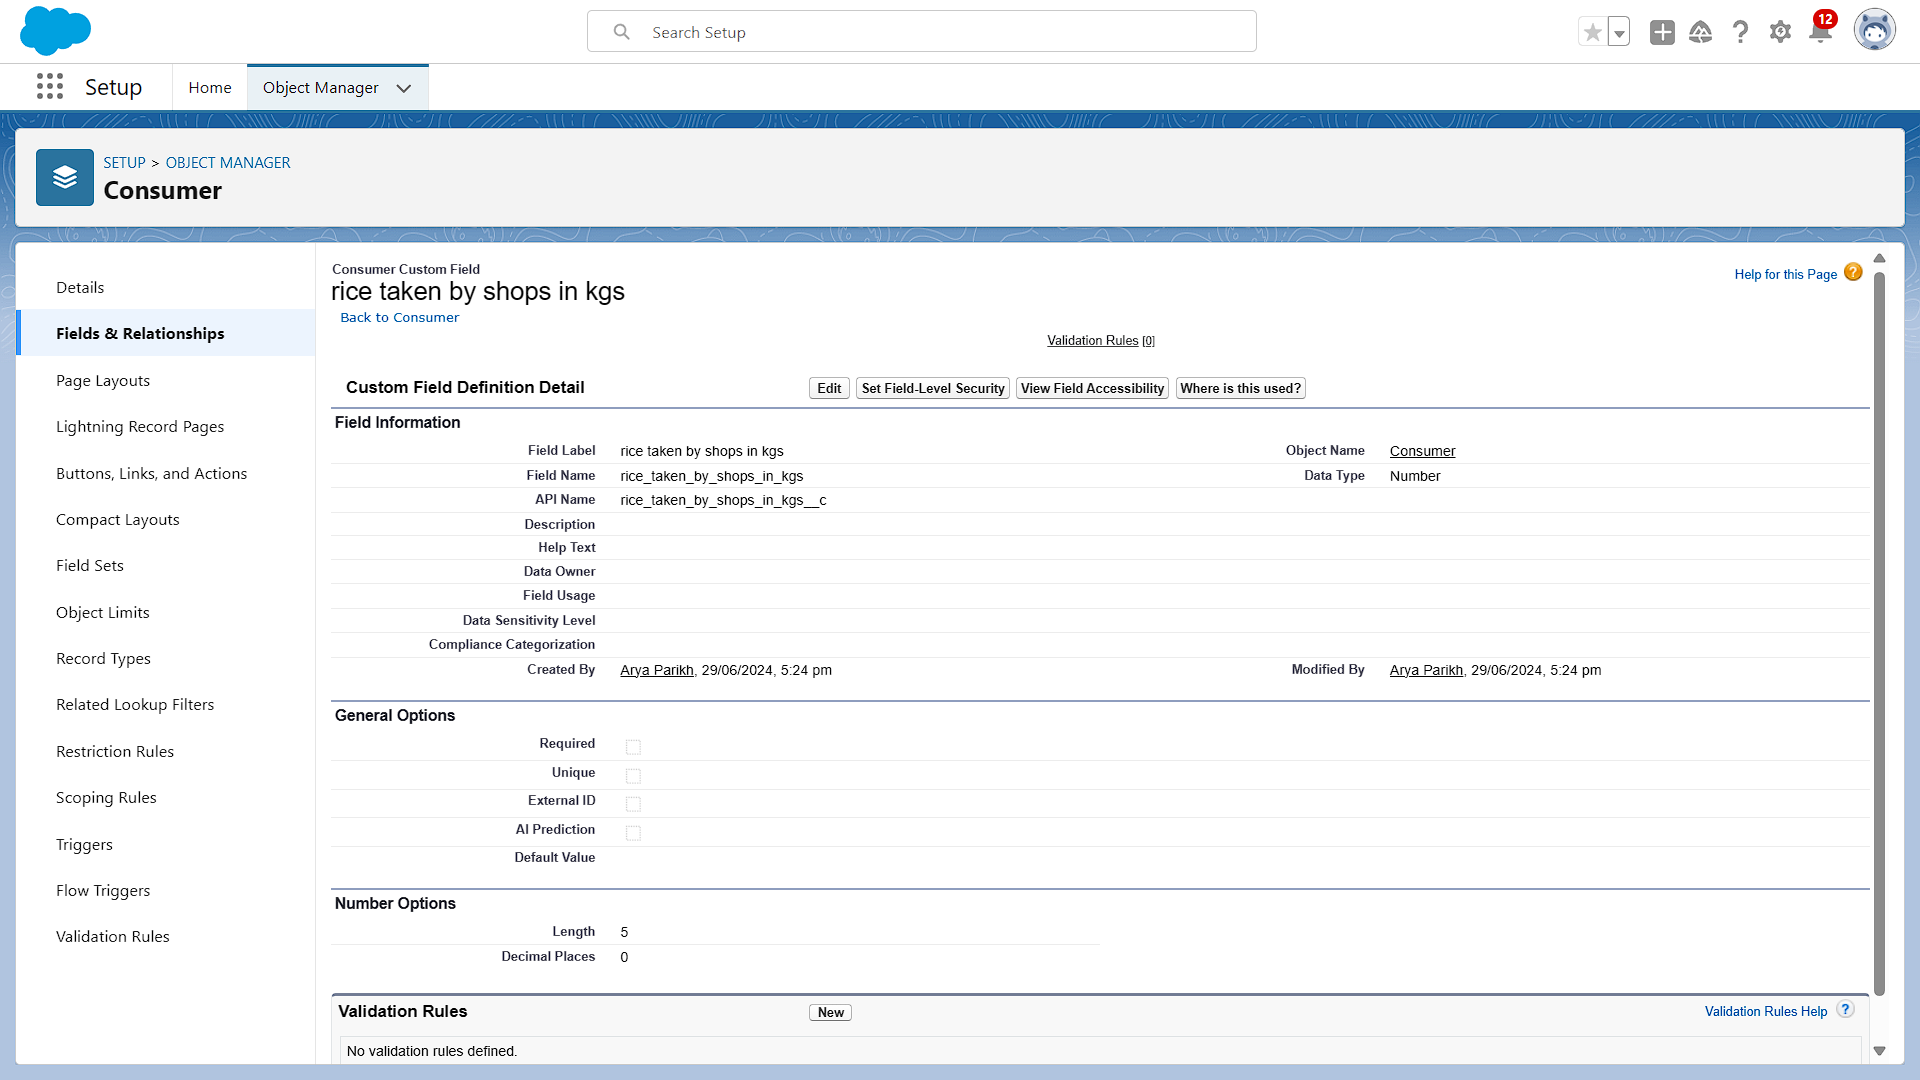 Search Setup
12
Setup
Home
Object Manager
SETUP > OBJECT MANAGER
Consumer
Details
Fields & Relationships
Page Layouts
Lightning Record Pages
Buttons, Links, and Actions
Compact Layouts
Field Sets
Object Limits
Record Types
Related Lookup Filters
Restriction Rules
Scoping Rules
Triggers
Flow Triggers
Validation Rules
Consumer Custom Field
rice taken by shops in kgs
Back to Consumer
Help for this Page ?
Validation Rules [0]
Custom Field Definition Detail Edit Set Field-Level Security View Field Accessibility Where is this used?
Field Information
Field Label rice taken by shops in kgs Object Name Consumer
Field Name rice_taken_by_shops_in_kgs Data Type Number
API Name rice_taken_by_shops_in_kgs__c
Description
Help Text
Data Owner
Field Usage
Data Sensitivity Level
Compliance Categorization
Created By Arya Parikh, 29/06/2024, 5:24 pm Modified By Arya Parikh, 29/06/2024, 5:24 pm
General Options
Required
Unique
External ID
AI Prediction
Default Value
Number Options
Length 5
Decimal Places 0
Validation Rules New Validation Rules Help ?
No validation rules defined.